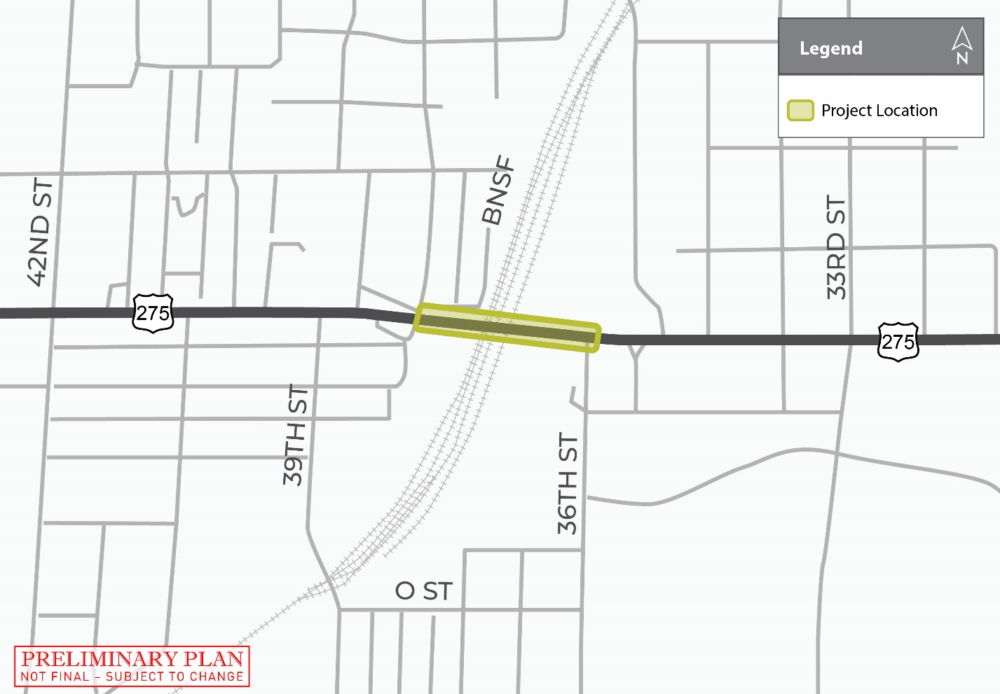 Legend
N
Project Location
BNSF
42ND ST
33RD ST
275
275
39TH ST
36TH ST
O ST
PRELIMINARY PLAN
NOT FINAL – SUBJECT TO CHANGE